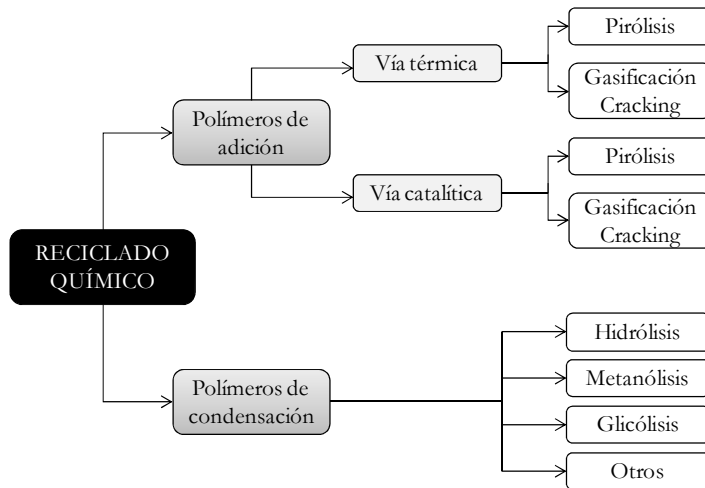 RECICLADO
QUÍMICO
Polímeros de
adición
Vía térmica
Pirólisis
Gasificación
Cracking
Vía catalítica
Pirólisis
Gasificación
Cracking
Polímeros de
condensación
Hidrólisis
Metanólisis
Glicólisis
Otros